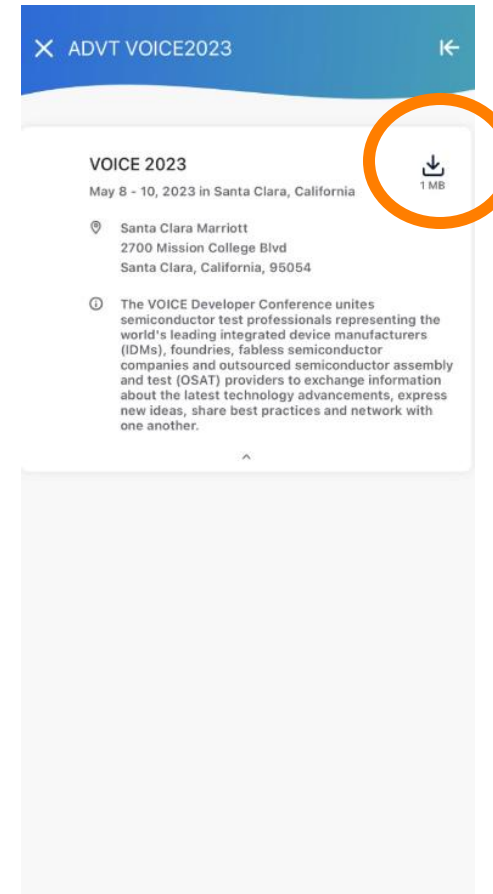 ADVT VOICE2023
VOICE 2023
1 MB
May 8 - 10, 2023 in Santa Clara, California
Santa Clara Marriott
2700 Mission College Blvd
Santa Clara, California, 95054
The VOICE Developer Conference unites
semiconductor test professionals representing the
world's leading integrated device manufacturers
(IDMs), foundries, fabless semiconductor
companies and outsourced semiconductor assembly
and test (OSAT) providers to exchange information
about the latest technology advancements, express
new ideas, share best practices and network with
one another.